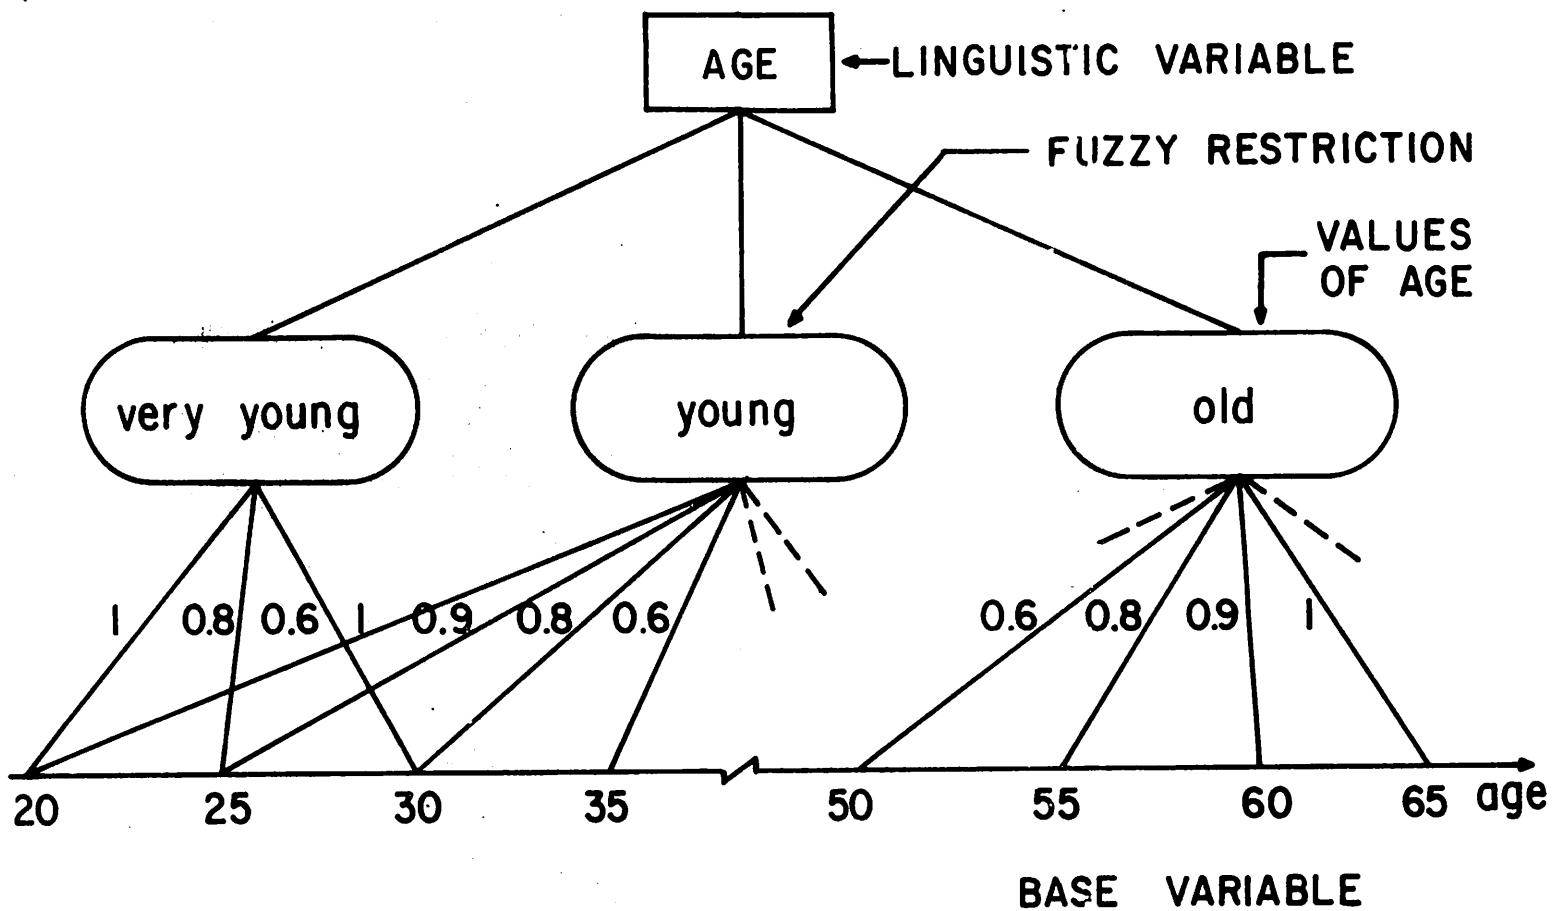 AGE
LINGUISTIC VARIABLE
FUZZY RESTRICTION
VALUES
OF AGE
very young
young
old
1 0.8 0.6 1 0.9 0.8 0.6 0.6 0.8 0.9 1
20 25 30 35 50 55 60 65 age
BASE VARIABLE